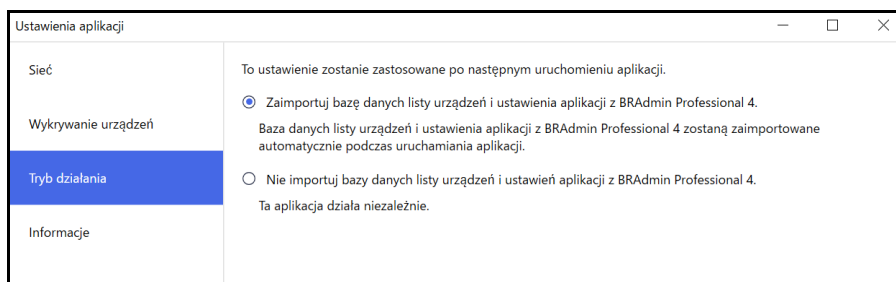 Ustawienia aplikacji
Sieć
Wykrywanie urządzeń
Tryb działania
Informacje
To ustawienie zostanie zastosowane po następnym uruchomieniu aplikacji.
Zaimportuj bazę danych listy urządzeń i ustawienia aplikacji z BRAdmin Professional 4.
Baza danych listy urządzeń i ustawienia aplikacji z BRAdmin Professional 4 zostaną zaimportowane
automatycznie podczas uruchamiania aplikacji.
Nie importuj bazy danych listy urządzeń i ustawień aplikacji z BRAdmin Professional 4.
Ta aplikacja działa niezależnie.